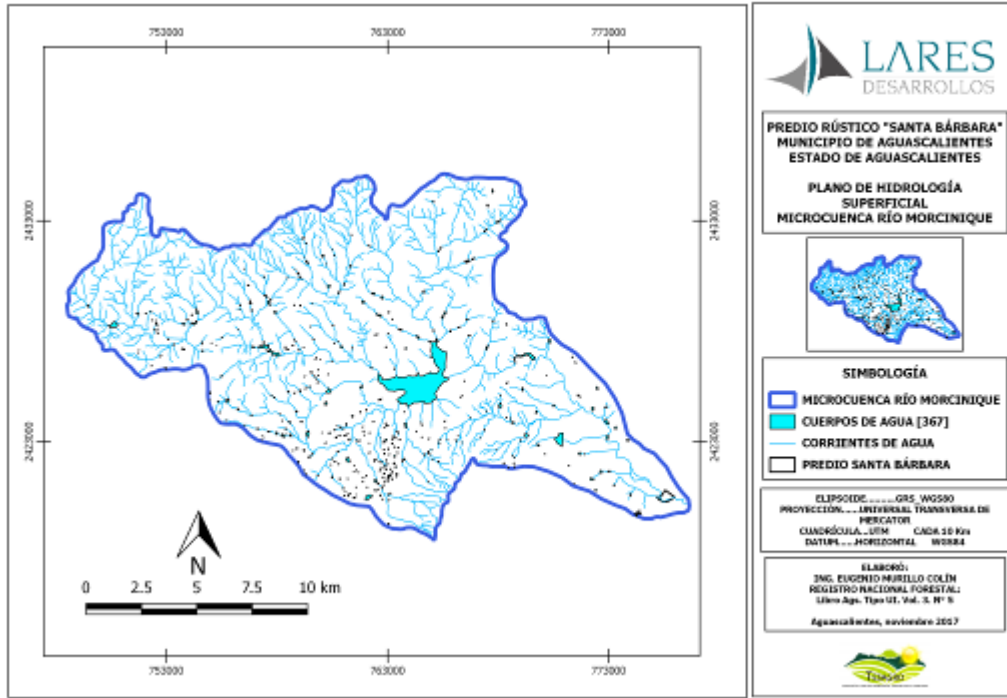 753000
763000
773000
2433000
2433000
2423000
2423000
N
0 2.5 5 7.5 10 km
753000
763000
773000
LARES
DESARROLLOS
PREDIO RÚSTICO "SANTA BÁRBARA"
MUNICIPIO DE AGUASCALIENTES
ESTADO DE AGUASCALIENTES
PLANO DE HIDROLOGÍA
SUPERFICIAL
MICROCUENCA RÍO MORCINIQUE
SIMBOLOGÍA
MICROCUENCA RÍO MORCINIQUE
CUERPOS DE AGUA [367]
CORRIENTES DE AGUA
PREDIO SANTA BÁRBARA
ELIPSOIDE.........GRS_WGS80
PROYECCIÓN......UNIVERSAL TRANSVERSA DE
MERCATOR
CUADRÍCULA...UTM CADA 10 Km
DATUM......HORIZONTAL WGS84
ELABORÓ:
ING. EUGENIO MURILLO COLÍN
REGISTRO NACIONAL FORESTAL:
Libro Ags. Tipo UI. Vol. 3. Nº 5
Aguascalientes, noviembre 2017